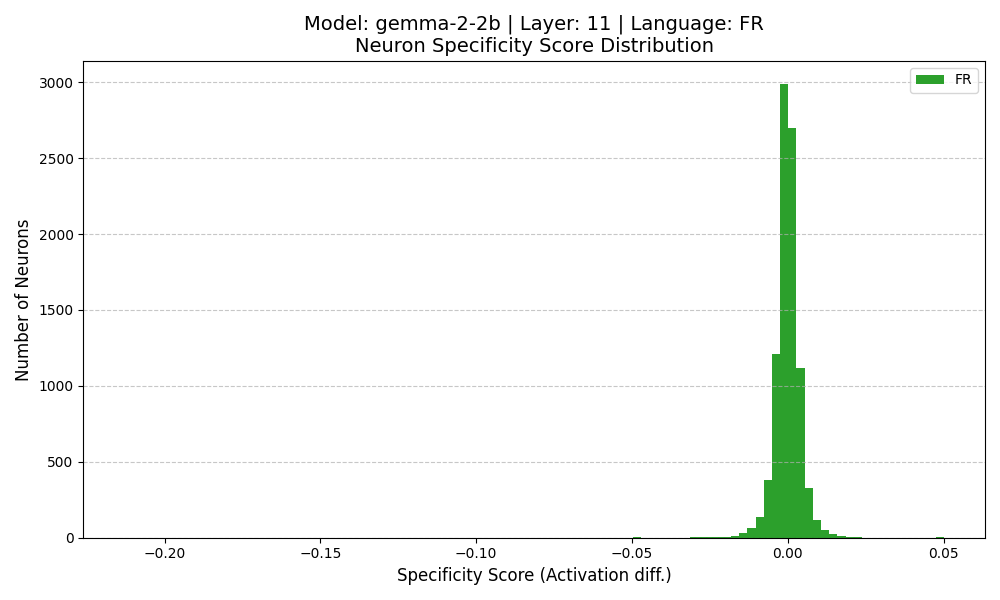 Model: gemma-2-2b | Layer: 11 | Language: FR
Neuron Specificity Score Distribution
FR
Number of Neurons
3000
2500
2000
1500
1000
500
0
−0.20
−0.15
−0.10
−0.05
0.00
0.05
Specificity Score (Activation diff.)